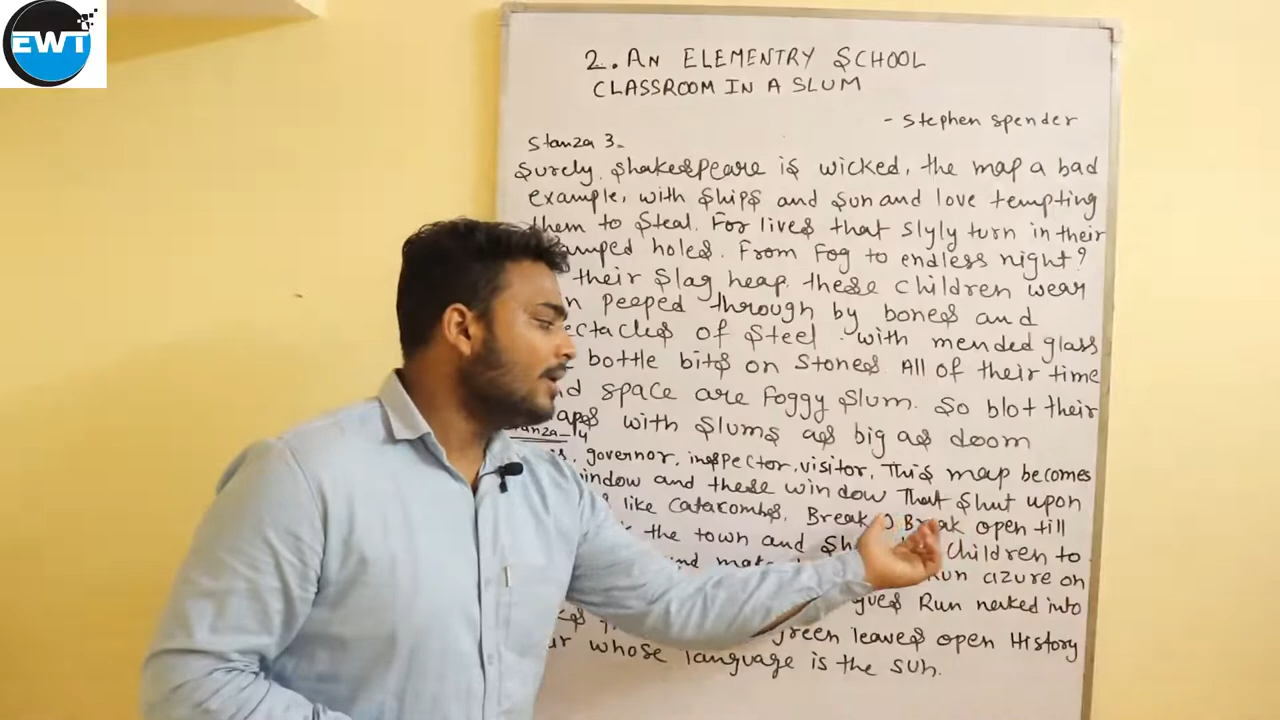 EWT
2. AN ELEMENTRY SCHOOL
CLASSROOM IN A SLUM
- Stephen Spender
Stanza 3-
Surely, Shakespeare is wicked, the map a bad
example, with Ships and Sun and love tempting
them to Steal. For lives that slyly turn in their
holes. From Fog to endless night?
their Slag heap, these children wear
peeped through by bones and
of Steel. with mended glass
bottle bits on Stones. All of their time
space are Foggy Slum. So blot their
with Slums as big as doom
governor, inspector, visitor, This map becomes
and these window That Shut upon
like Catacombs, Break O Break open till
the town and children to
Run azure on
Run naked into
green leaves open History
whose language is the sun.